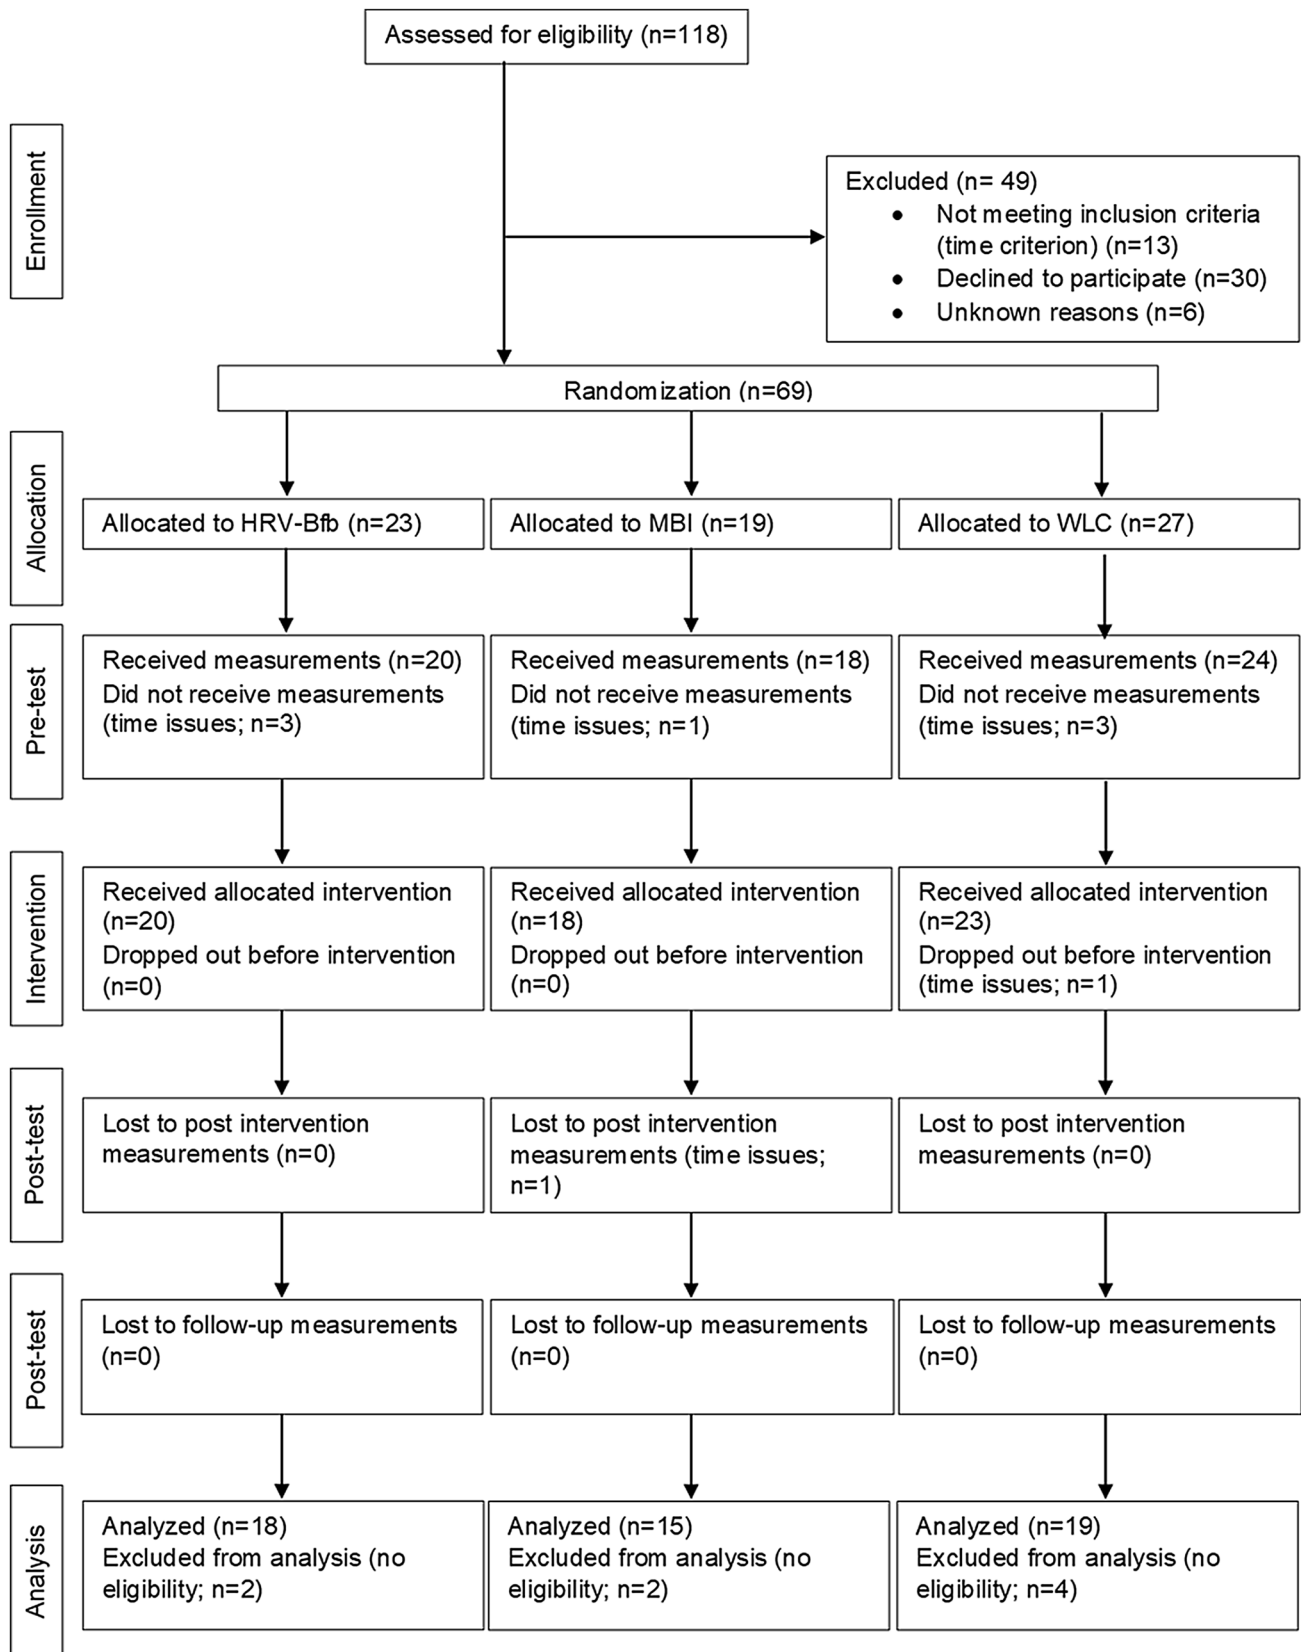 Assessed for eligibility (n=118)
Enrollment
Excluded (n= 49)
• Not meeting inclusion criteria
(time criterion) (n=13)
• Declined to participate (n=30)
• Unknown reasons (n=6)
Randomization (n=69)
Allocation
Allocated to HRV-Bfb (n=23)
Allocated to MBI (n=19)
Allocated to WLC (n=27)
Pre-test
Received measurements (n=20)
Did not receive measurements
(time issues; n=3)
Received measurements (n=18)
Did not receive measurements
(time issues; n=1)
Received measurements (n=24)
Did not receive measurements
(time issues; n=3)
Intervention
Received allocated intervention
(n=20)
Dropped out before intervention
(n=0)
Received allocated intervention
(n=18)
Dropped out before intervention
(n=0)
Received allocated intervention
(n=23)
Dropped out before intervention
(time issues; n=1)
Post-test
Lost to post intervention
measurements (n=0)
Lost to post intervention
measurements (time issues;
n=1)
Lost to post intervention
measurements (n=0)
Post-test
Lost to follow-up measurements
(n=0)
Lost to follow-up measurements
(n=0)
Lost to follow-up measurements
(n=0)
Analysis
Analyzed (n=18)
Excluded from analysis (no
eligibility; n=2)
Analyzed (n=15)
Excluded from analysis (no
eligibility; n=2)
Analyzed (n=19)
Excluded from analysis (no
eligibility; n=4)